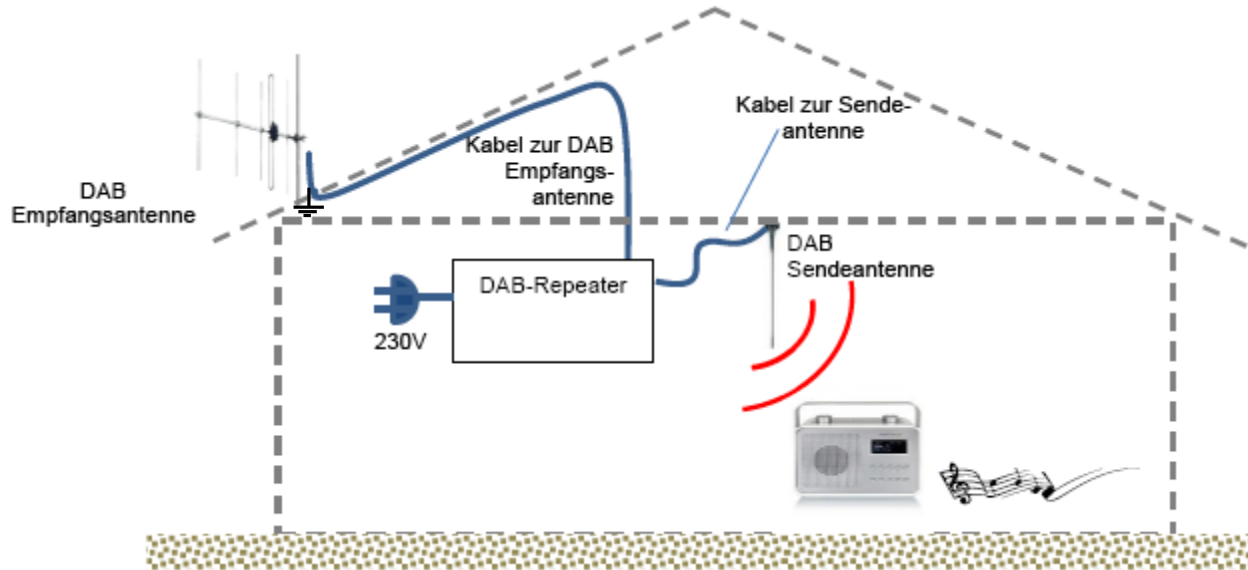 Kabel zur Sende-
antenne
Kabel zur DAB
Empfangs-
antenne
DAB
Empfangsantenne
DAB
Sendeantenne
DAB-Repeater
230V